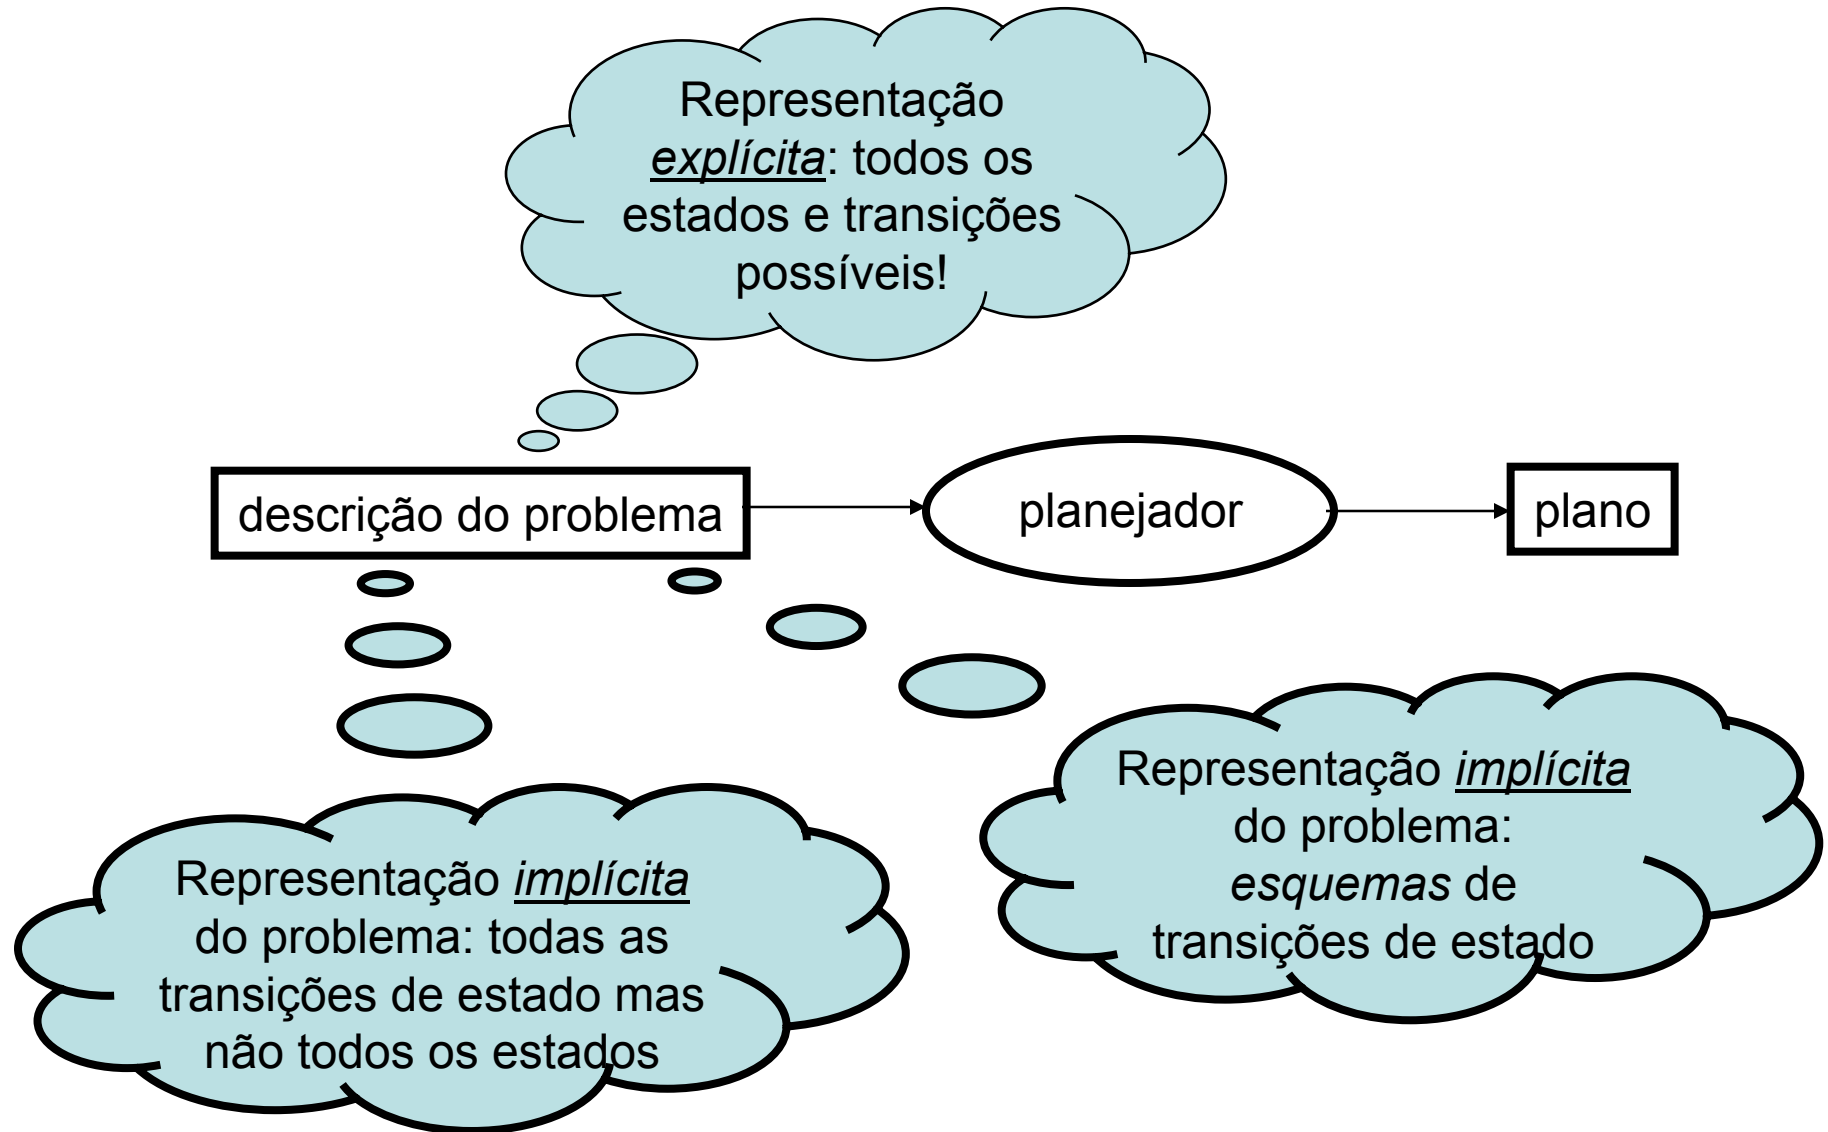 Representação
explícita: todos os
estados e transições
possíveis!
descrição do problema
planejador
plano
Representação implícita
do problema:
esquemas de
transições de estado
Representação implícita
do problema: todas as
transições de estado mas
não todos os estados